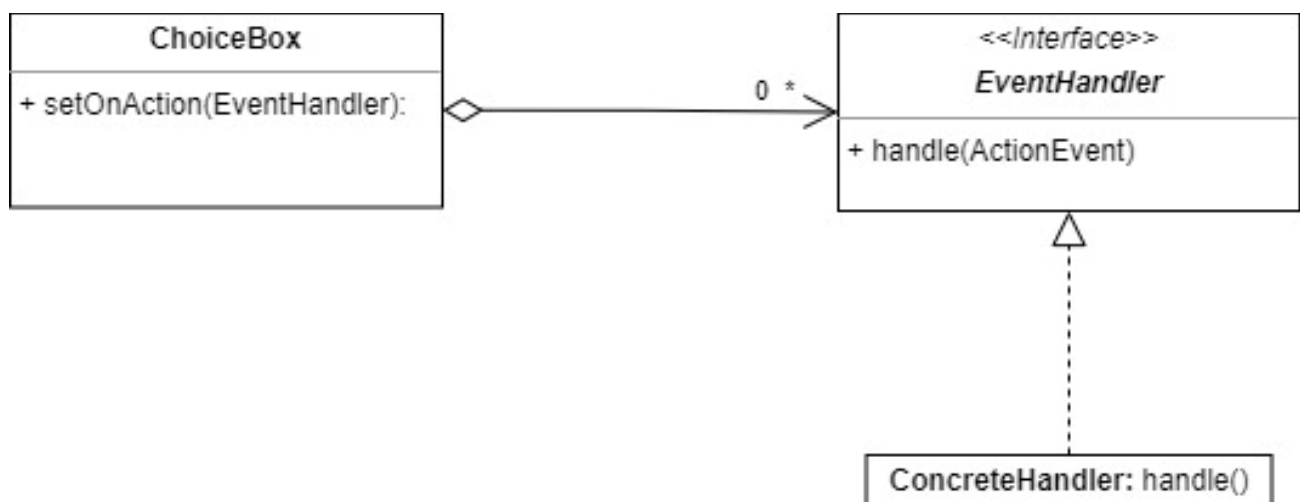 ChoiceBox
+ setOnAction(EventHandler):
0 *
<<Interface>>
EventHandler
+ handle(ActionEvent)
ConcreteHandler: handle()